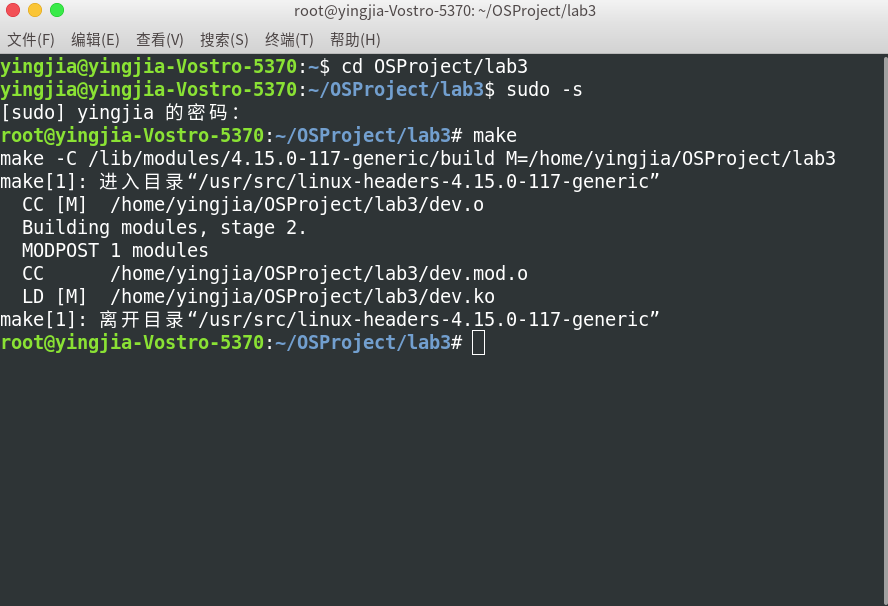 root@yingjia-Vostro-5370: ~/OSProject/lab3
文件(F) 编辑(E) 查看(V) 搜索(S) 终端(T) 帮助(H)
yingjia@yingjia-Vostro-5370:~$ cd OSProject/lab3
yingjia@yingjia-Vostro-5370:~/OSProject/lab3$ sudo -s
[sudo] yingjia 的密码：
root@yingjia-Vostro-5370:~/OSProject/lab3# make
make -C /lib/modules/4.15.0-117-generic/build M=/home/yingjia/OSProject/lab3
make[1]: 进入目录“/usr/src/linux-headers-4.15.0-117-generic”
  CC [M]  /home/yingjia/OSProject/lab3/dev.o
  Building modules, stage 2.
  MODPOST 1 modules
  CC      /home/yingjia/OSProject/lab3/dev.mod.o
  LD [M]  /home/yingjia/OSProject/lab3/dev.ko
make[1]: 离开目录“/usr/src/linux-headers-4.15.0-117-generic”
root@yingjia-Vostro-5370:~/OSProject/lab3#